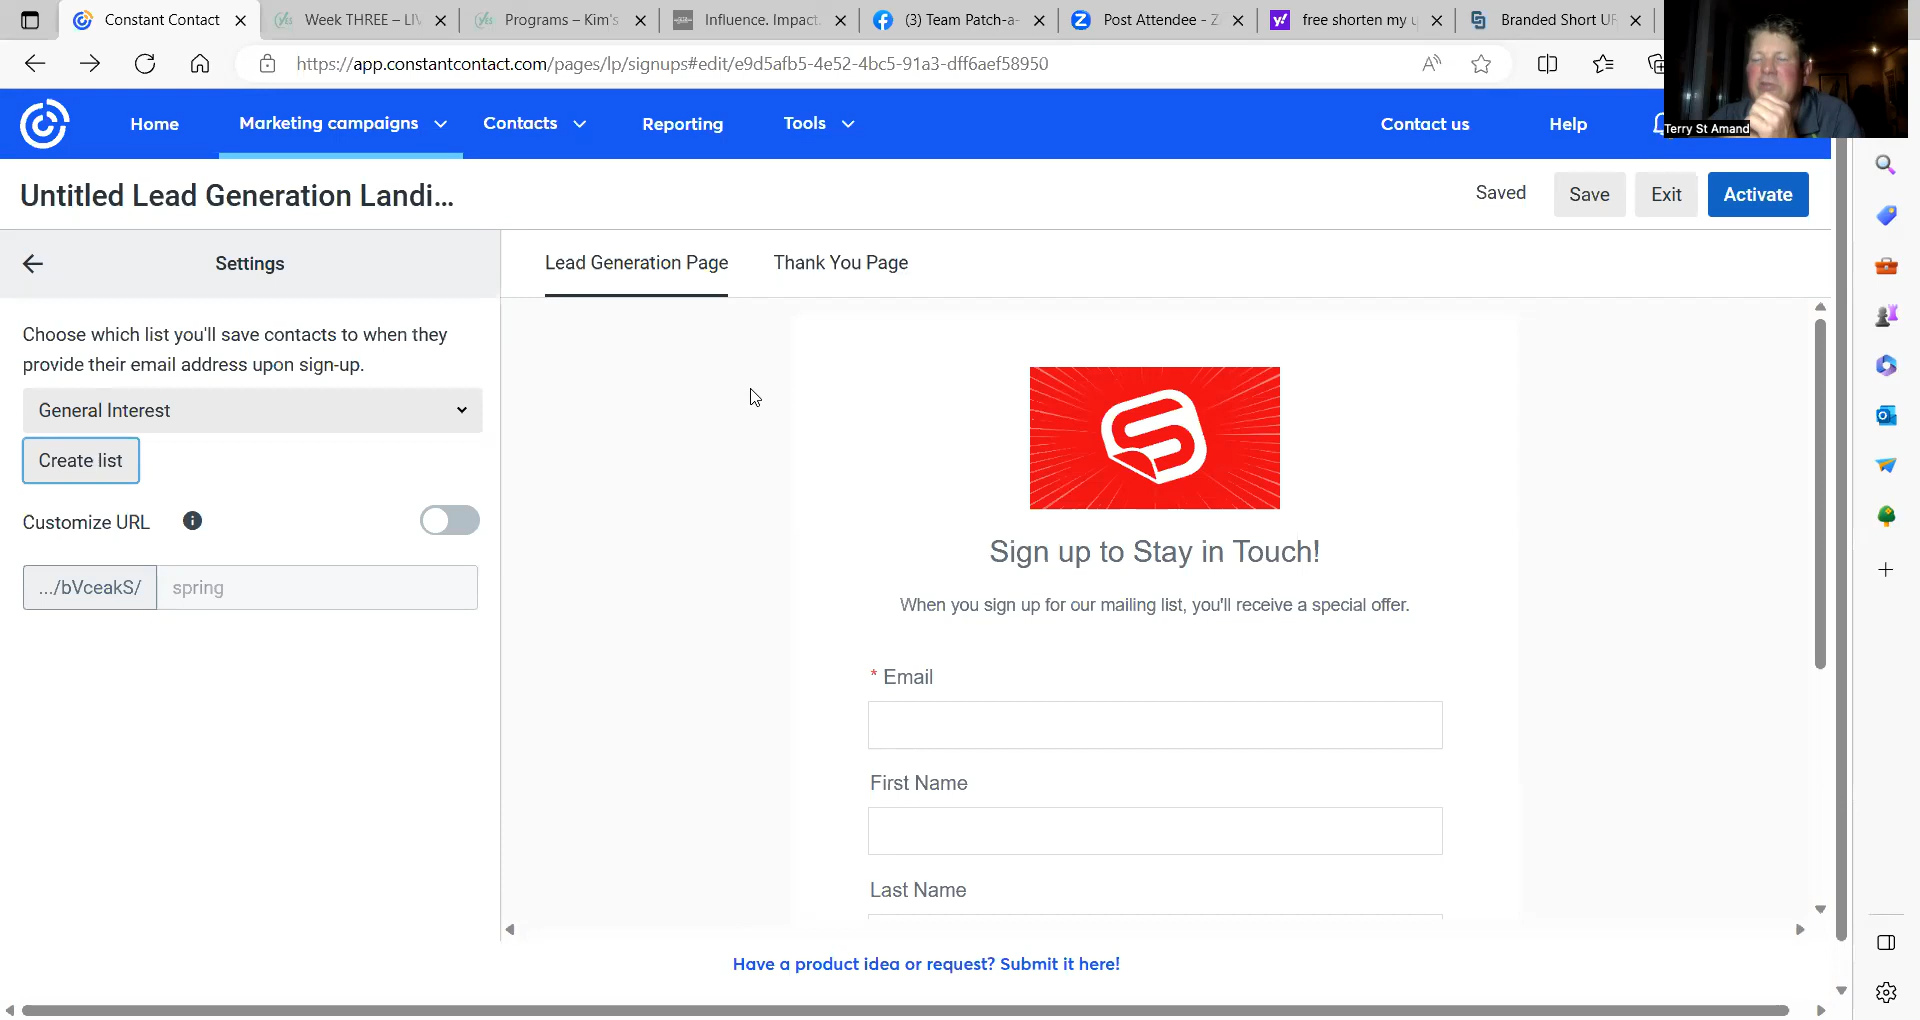 Constant Contact
Week THREE – LIV
Programs – Kim's
Influence. Impact.
(3) Team Patch-a-
Post Attendee - Z
free shorten my u
Branded Short UR
https://app.constantcontact.com/pages/lp/signups#edit/e9d5afb5-4e52-4bc5-91a3-dff6aef58950
Terry St Amand
Home
Marketing campaigns
Contacts
Reporting
Tools
Contact us
Help
Untitled Lead Generation Landi...
Saved
Save
Exit
Activate
Settings
Lead Generation Page
Thank You Page
Choose which list you'll save contacts to when they
provide their email address upon sign-up.
General Interest
Create list
Customize URL
.../bVceakS/
spring
Sign up to Stay in Touch!
When you sign up for our mailing list, you'll receive a special offer.
* Email
First Name
Last Name
Have a product idea or request? Submit it here!